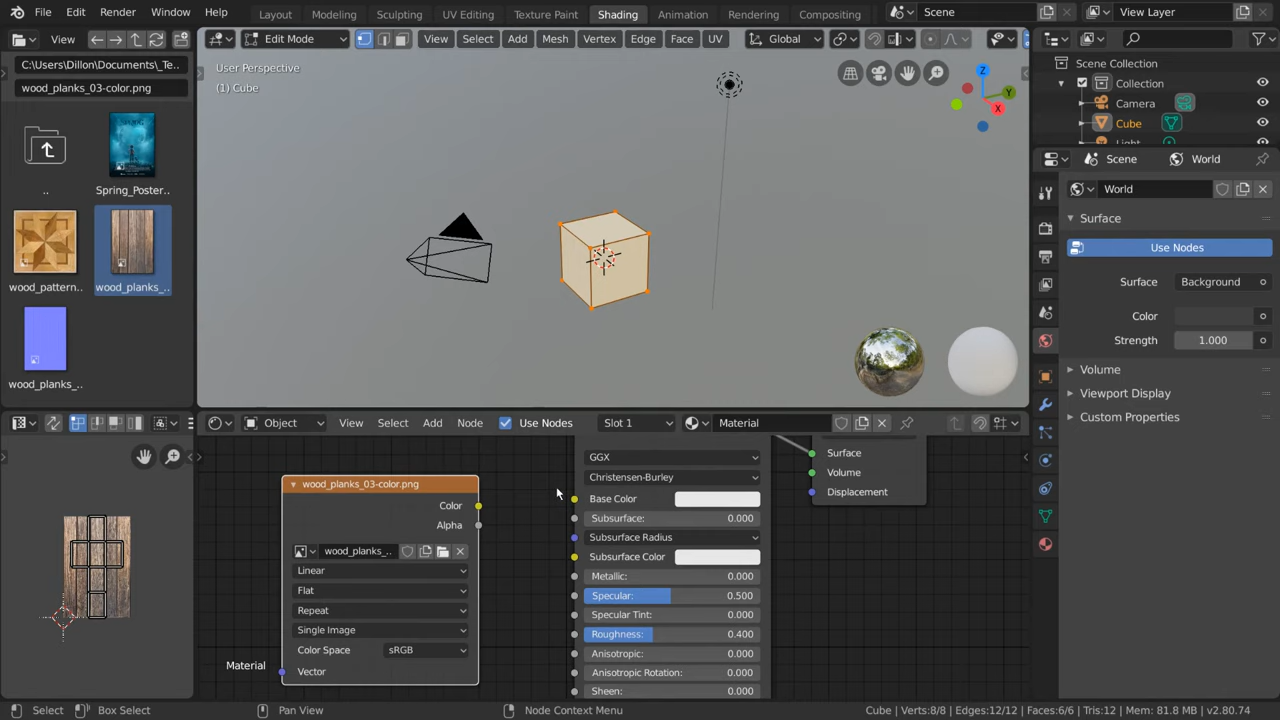 File Edit Render Window Help Layout Modeling Sculpting UV Editing Texture Paint Shading Animation Rendering Compositing Scene View Layer
View
C:\Users\Dillon\Documents\_Te..
wood_planks_03-color.png
..
Spring_Poster..
wood_pattern..
wood_planks_..
wood_planks_..
Edit Mode View Select Add Mesh Vertex Edge Face UV Global
User Perspective
(1) Cube
Z
Y
X
Scene Collection
Collection
Camera
Cube
Light
Scene World
World
Surface
Use Nodes
Surface Background
Color
Strength 1.000
Volume
Viewport Display
Custom Properties
Object View Select Add Node Use Nodes Slot 1 Material
wood_planks_03-color.png
Color
Alpha
wood_planks_..
Linear
Flat
Repeat
Single Image
Color Space sRGB
Vector
Material
GGX
Christensen-Burley
Base Color
Subsurface: 0.000
Subsurface Radius
Subsurface Color
Metallic: 0.000
Specular: 0.500
Specular Tint: 0.000
Roughness: 0.400
Anisotropic: 0.000
Anisotropic Rotation: 0.000
Sheen: 0.000
Surface
Volume
Displacement
Select Box Select Pan View Node Context Menu Cube | Verts:8/8 | Edges:12/12 | Faces:6/6 | Tris:12 | Mem: 81.8 MB | v2.80.74